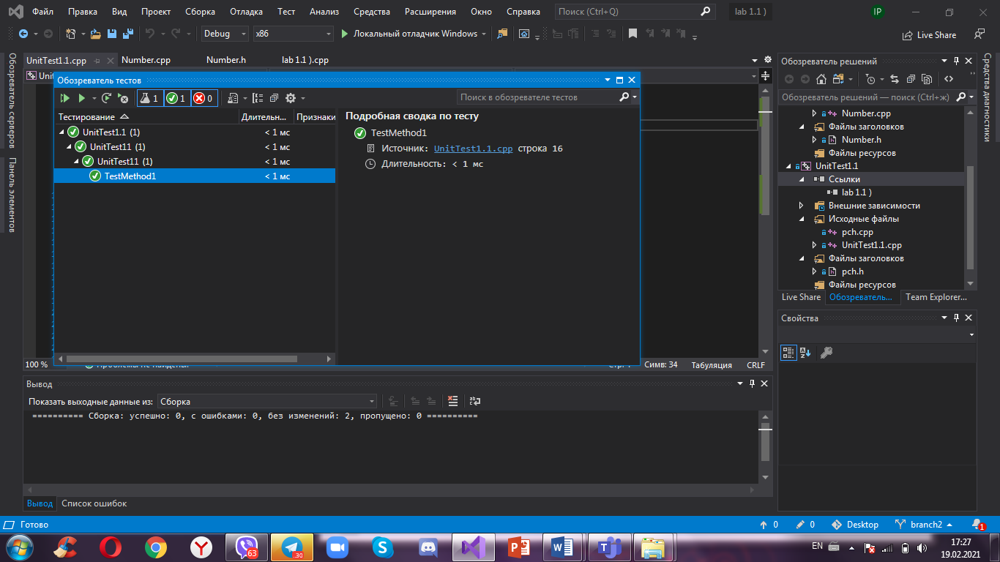 Файл Правка Вид Проект Сборка Отладка Тест Анализ Средства Расширения Окно Справка Поиск (Ctrl+Q) lab 1.1 ) IP
Debug x86 Локальный отладчик Windows Live Share
Обозреватель серверов
Панель элементов
UnitTest1.1.cpp Number.cpp Number.h lab 1.1 ).cpp
Обозреватель тестов
1 1 0
Поиск в обозревателе тестов
Тестирование Длительн... Признаки
UnitTest1.1 (1) < 1 мс
UnitTest11 (1) < 1 мс
UnitTest11 (1) < 1 мс
TestMethod1 < 1 мс
Подробная сводка по тесту
TestMethod1
Источник: UnitTest1.1.cpp строка 16
Длительность: < 1 мс
100 % Симв: 34 Табуляция CRLF
Вывод
Показать выходные данные из: Сборка
========== Сборка: успешно: 0, с ошибками: 0, без изменений: 2, пропущено: 0 ==========
Вывод Список ошибок
Обозреватель решений
Обозреватель решений — поиск (Ctrl+ж)
Number.cpp
Файлы заголовков
Number.h
Файлы ресурсов
UnitTest1.1
Ссылки
lab 1.1 )
Внешние зависимости
Исходные файлы
pch.cpp
UnitTest1.1.cpp
Файлы заголовков
pch.h
Файлы ресурсов
Live Share Обозреватель... Team Explorer...
Свойства
Средства диагностики
Готово 0 0 Desktop branch2 1
63 30 EN 17:27
19.02.2021